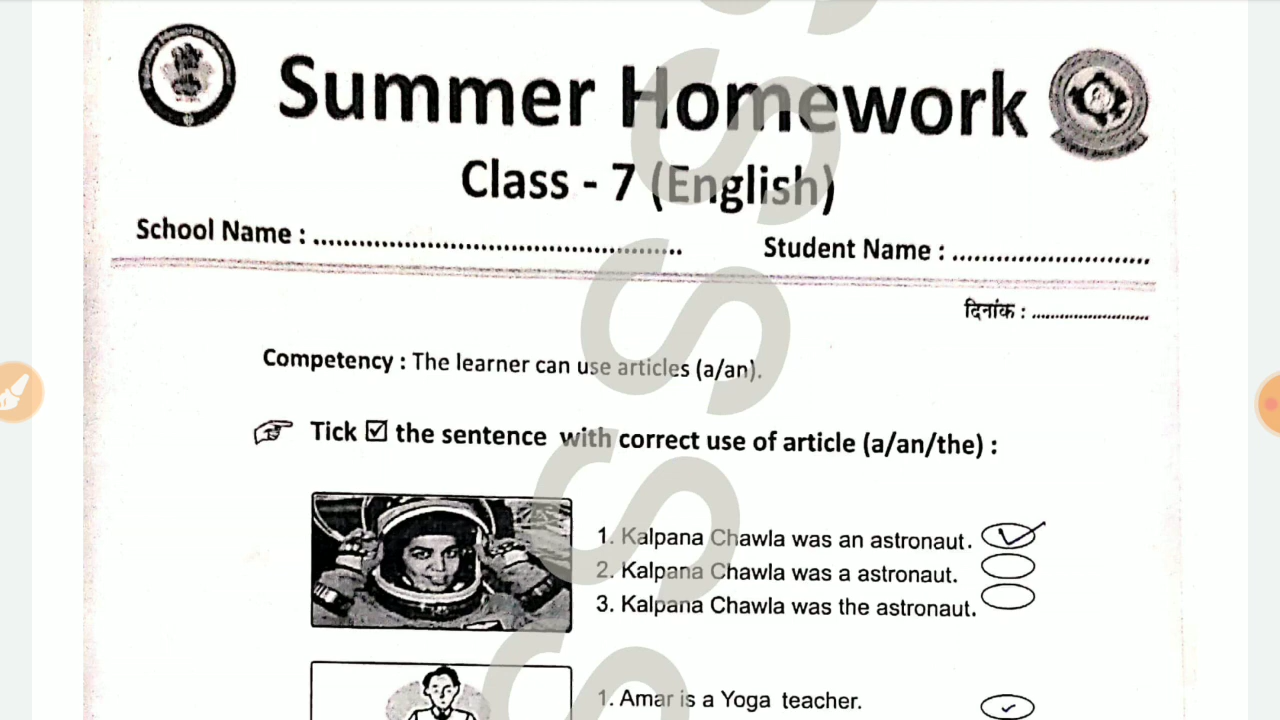 Summer Homework
Class - 7 (English)
School Name : ................................................ Student Name : ..........................
दिनांक : ........................
Competency : The learner can use articles (a/an).
Tick ☑ the sentence with correct use of article (a/an/the) :
1. Kalpana Chawla was an astronaut.
2. Kalpana Chawla was a astronaut.
3. Kalpana Chawla was the astronaut.
1. Amar is a Yoga teacher.